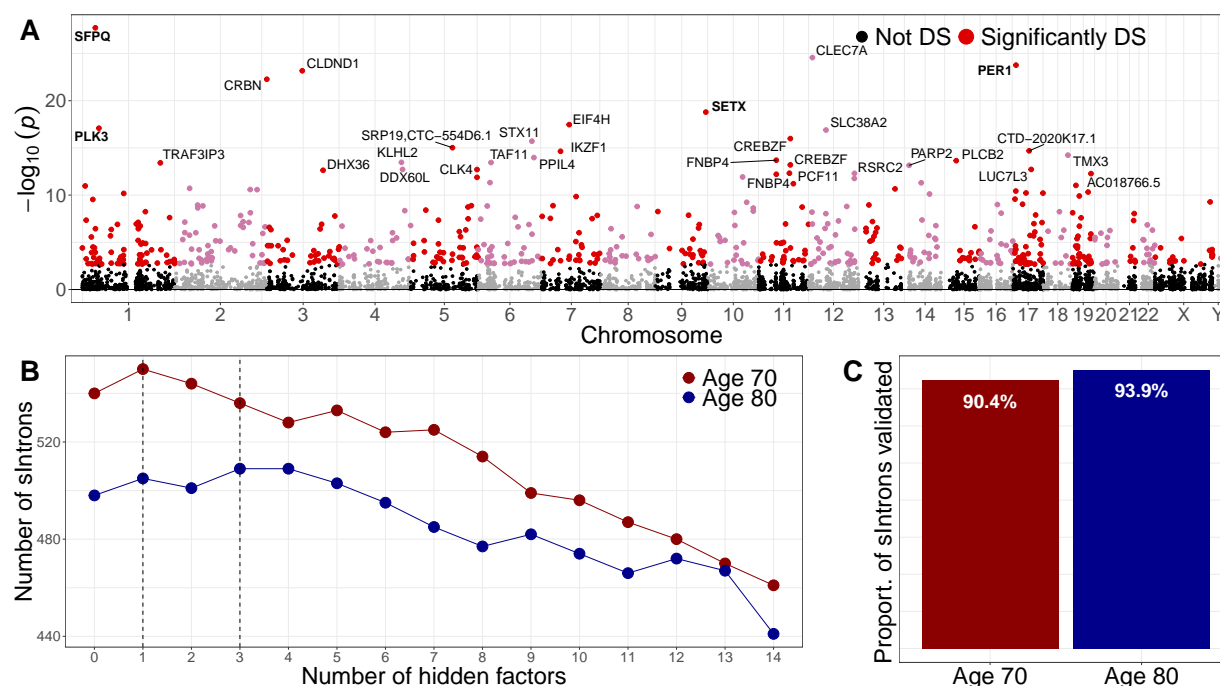 A
−log10 (p)
0
10
20
SFPQ
PLK3
TRAF3IP3
CRBN
CLDND1
DHX36
KLHL2
DDX60L
SRP19,CTC−554D6.1
CLK4
STX11
TAF11
PPIL4
EIF4H
IKZF1
SETX
FNBP4
FNBP4
CREBZF
CREBZF
PCF11
CLEC7A
SLC38A2
RSRC2
PARP2
PLCB2
PER1
CTD−2020K17.1
LUC7L3
TMX3
AC018766.5
Not DS
Significantly DS
1 2 3 4 5 6 7 8 9 10 11 12 13 14 15 16 17 18 19 20 21 22 X Y
Chromosome
B
Number of sIntrons
440
480
520
Age 70
Age 80
0 1 2 3 4 5 6 7 8 9 10 11 12 13 14
Number of hidden factors
C
Proport. of sIntrons validated
90.4%
93.9%
Age 70 Age 80